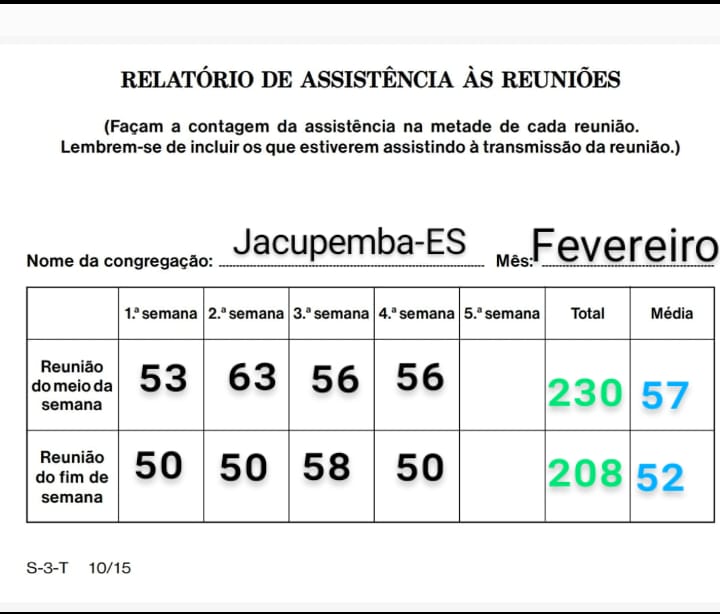 RELATÓRIO DE ASSISTÊNCIA ÀS REUNIÕES
(Façam a contagem da assistência na metade de cada reunião.
Lembrem-se de incluir os que estiverem assistindo à transmissão da reunião.)
Nome da congregação: Jacupemba-ES Mês: Fevereiro
1.ª semana 2.ª semana 3.ª semana 4.ª semana 5.ª semana Total Média
Reunião
do meio da
semana
53 63 56 56 230 57
Reunião
do fim de
semana
50 50 58 50 208 52
S-3-T 10/15